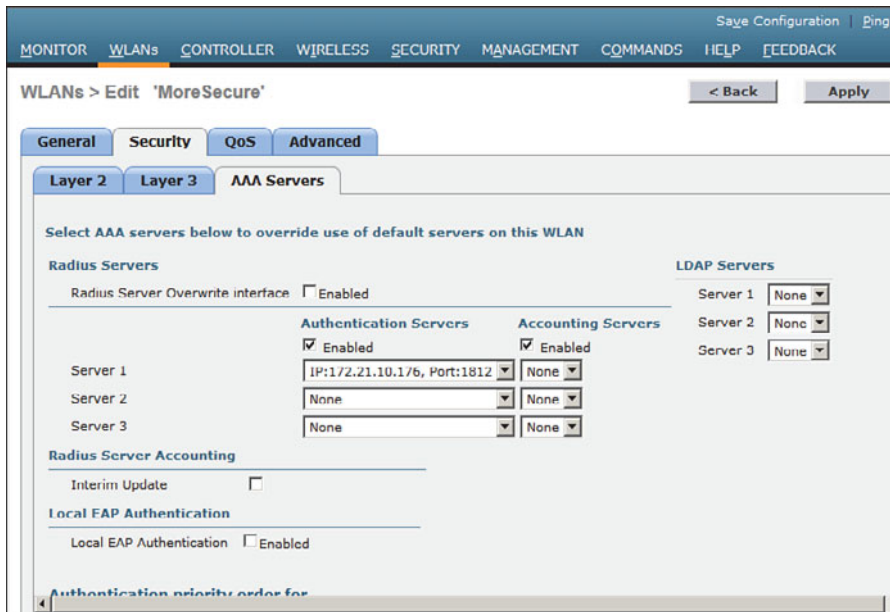 Save Configuration | Ping
MONITOR WLANs CONTROLLER WIRELESS SECURITY MANAGEMENT COMMANDS HELP FEEDBACK
WLANs > Edit 'MoreSecure'
< Back
Apply
General Security QoS Advanced
Layer 2 Layer 3 AAA Servers
Select AAA servers below to override use of default servers on this WLAN
Radius Servers
LDAP Servers
Radius Server Overwrite interface Enabled
Server 1 None
Authentication Servers Accounting Servers
Server 2 None
Enabled Enabled
Server 3 None
Server 1 IP:172.21.10.176, Port:1812 None
Server 2 None None
Server 3 None None
Radius Server Accounting
Interim Update
Local EAP Authentication
Local EAP Authentication Enabled
Authentication priority order for